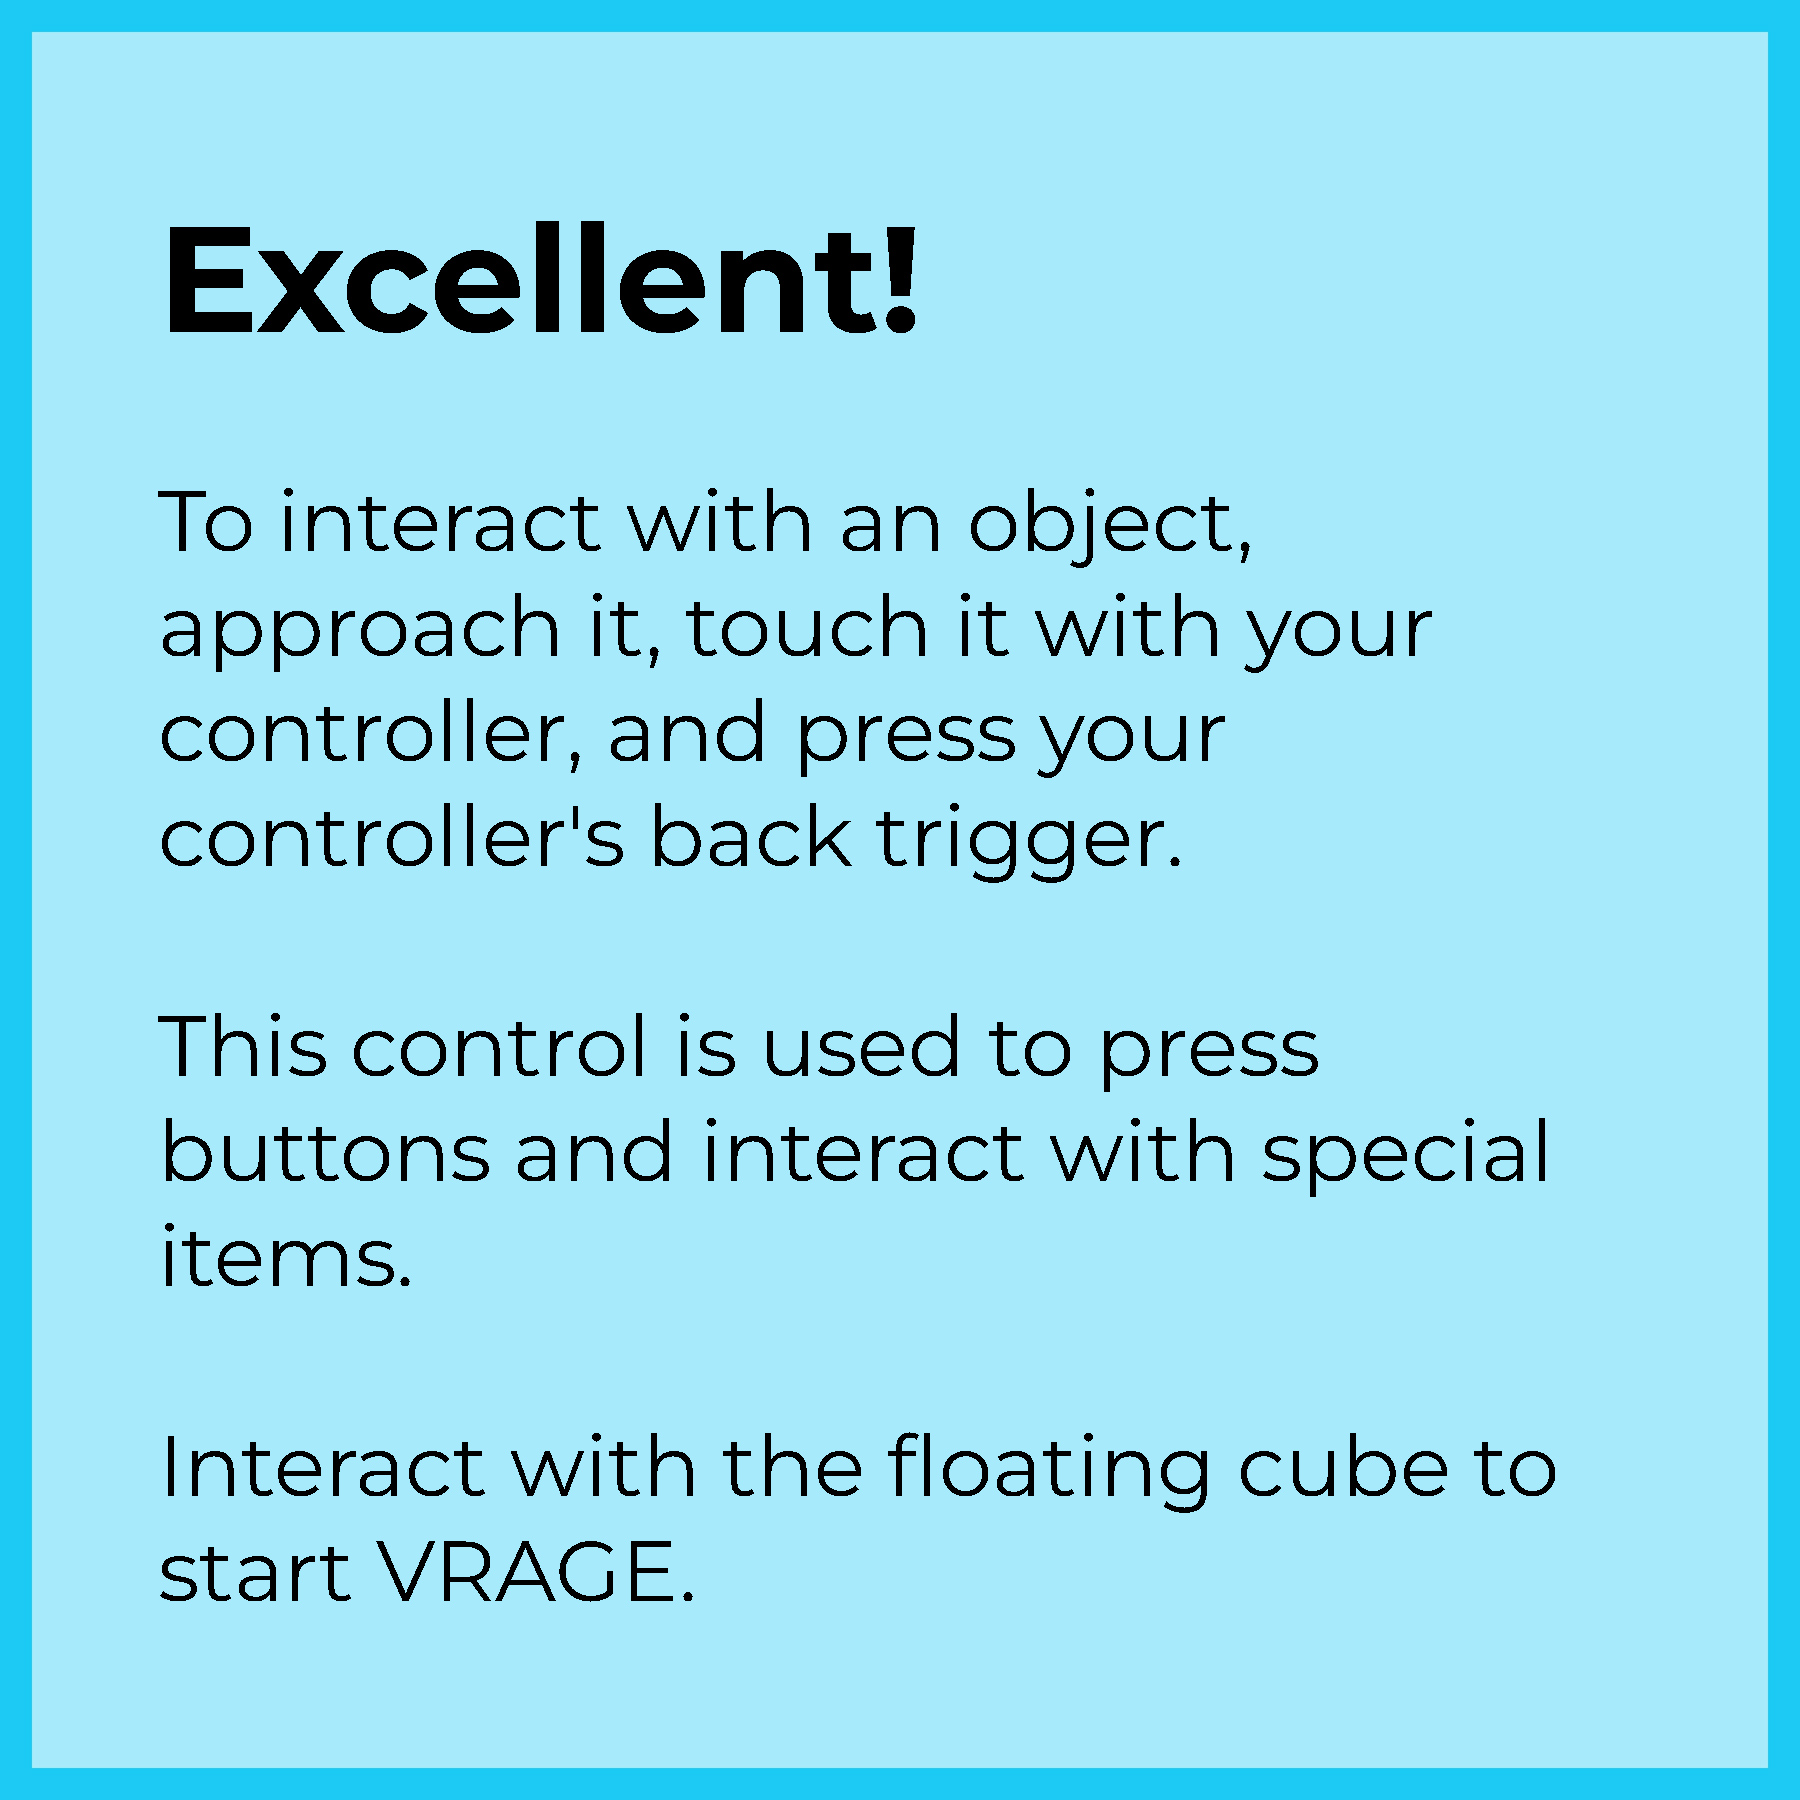 Excellent!
To interact with an object,
approach it, touch it with your
controller, and press your
controller's back trigger.
This control is used to press
buttons and interact with special
items.
Interact with the floating cube to
start VRAGE.